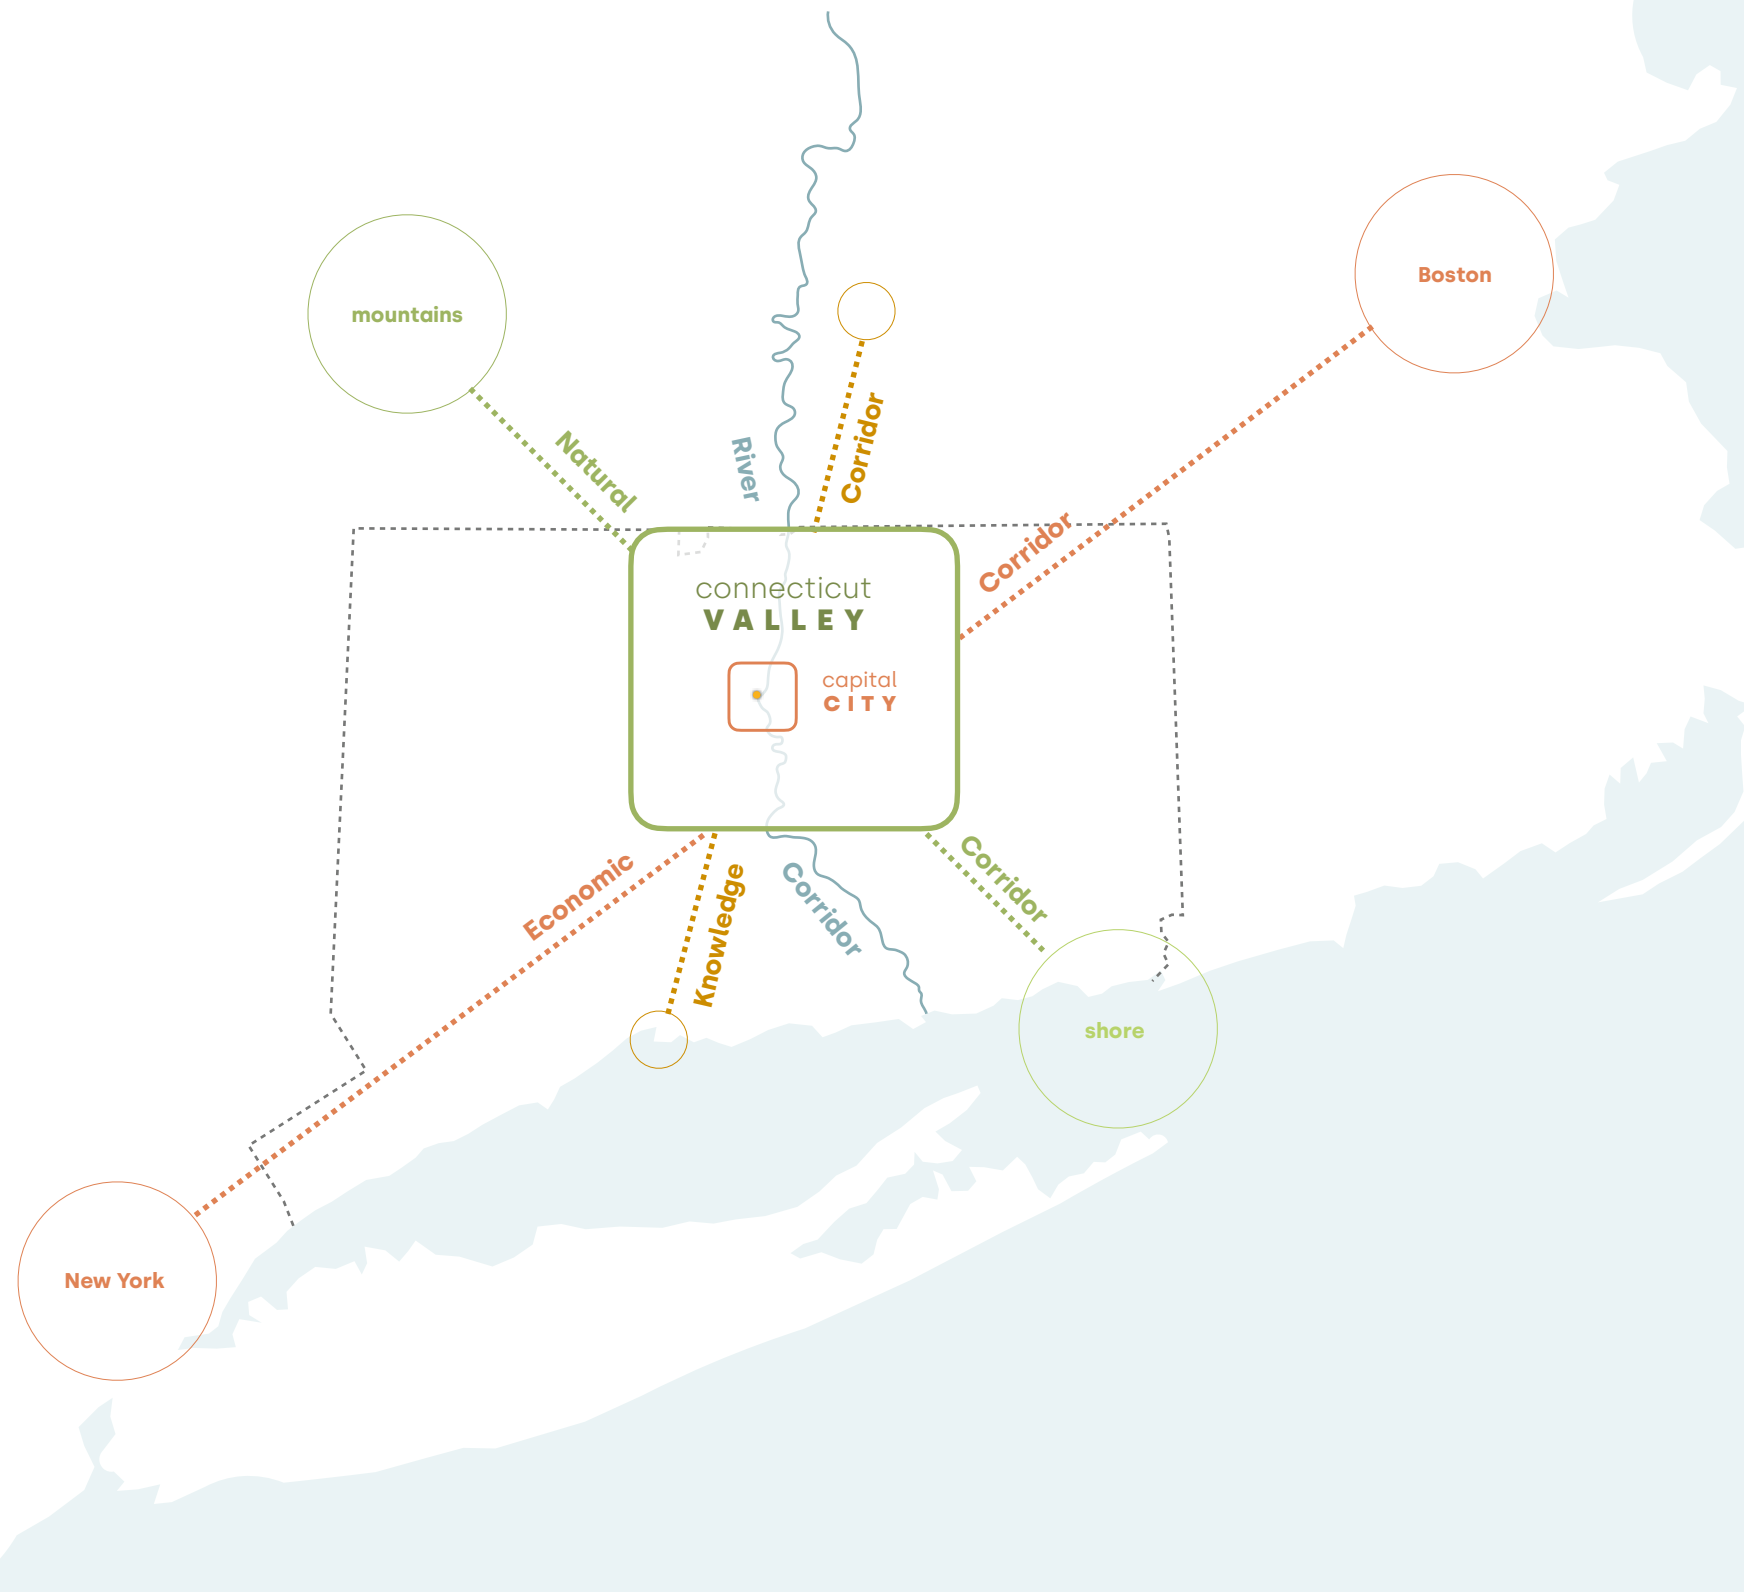 Boston
mountains
Natural
River
Corridor
Corridor
connecticut
VALLEY
capital
CITY
Economic
Knowledge
Corridor
Corridor
shore
New York